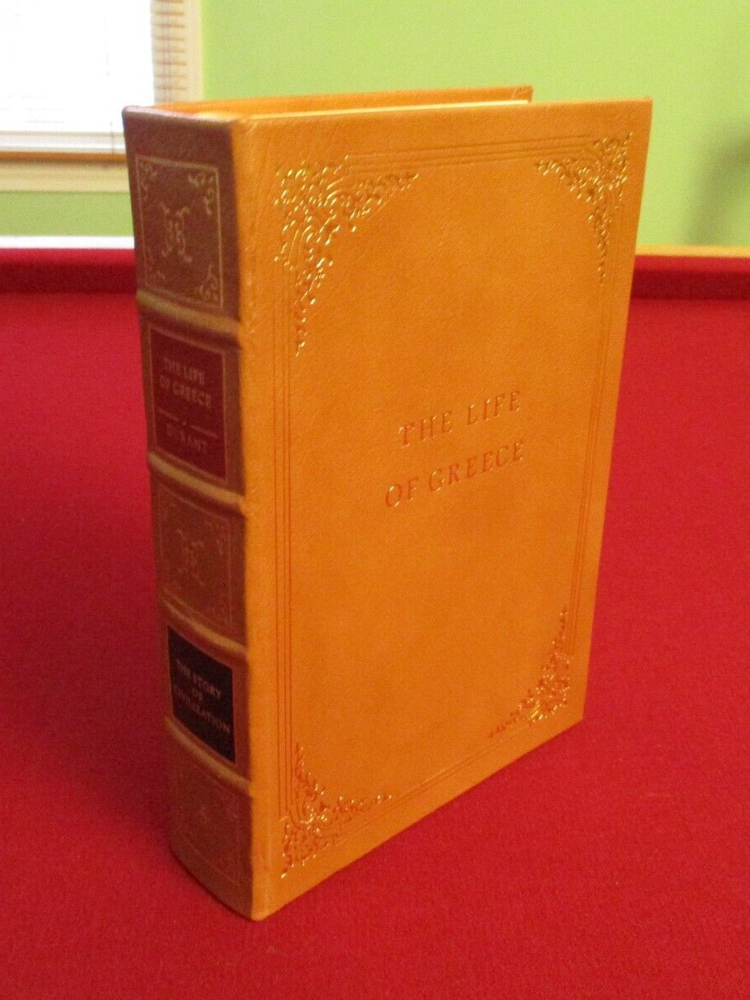 THE LIFE
OF GREECE
DURANT
THE STORY
OF
CIVILIZATION
THE LIFE
OF GREECE